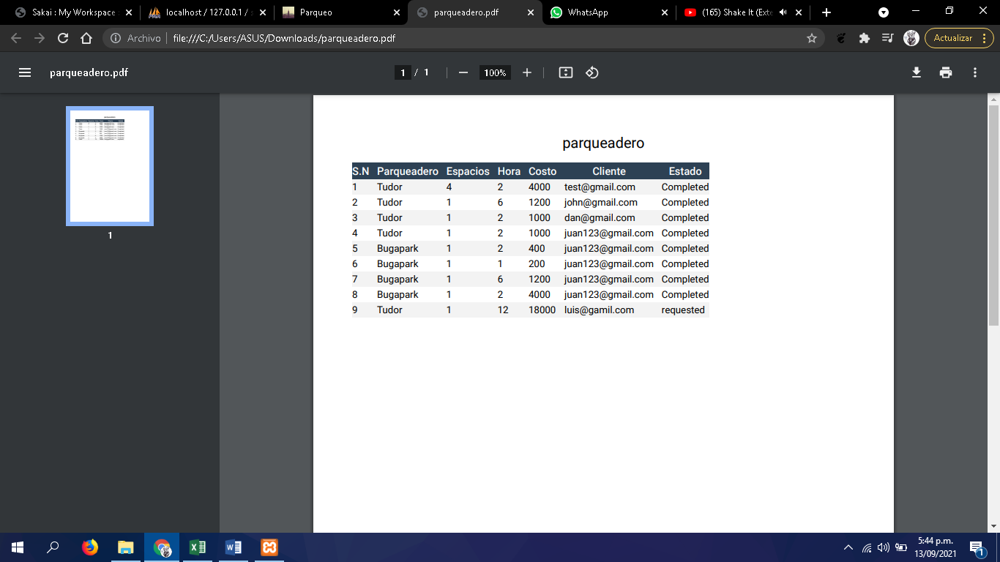 Sakai : My Workspace
localhost / 127.0.0.1 / s
Parqueo
parqueadero.pdf
WhatsApp
(165) Shake It (Exte
Archivo
file:///C:/Users/ASUS/Downloads/parqueadero.pdf
Actualizar
parqueadero.pdf
1 / 1
100%
1
parqueadero
S.N Parqueadero Espacios Hora Costo Cliente Estado
1 Tudor 4 2 4000 test@gmail.com Completed
2 Tudor 1 6 1200 john@gmail.com Completed
3 Tudor 1 2 1000 dan@gmail.com Completed
4 Tudor 1 2 1000 juan123@gmail.com Completed
5 Bugapark 1 2 400 juan123@gmail.com Completed
6 Bugapark 1 1 200 juan123@gmail.com Completed
7 Bugapark 1 6 1200 juan123@gmail.com Completed
8 Bugapark 1 2 4000 juan123@gmail.com Completed
9 Tudor 1 12 18000 luis@gamil.com requested
5:44 p.m.
13/09/2021
1